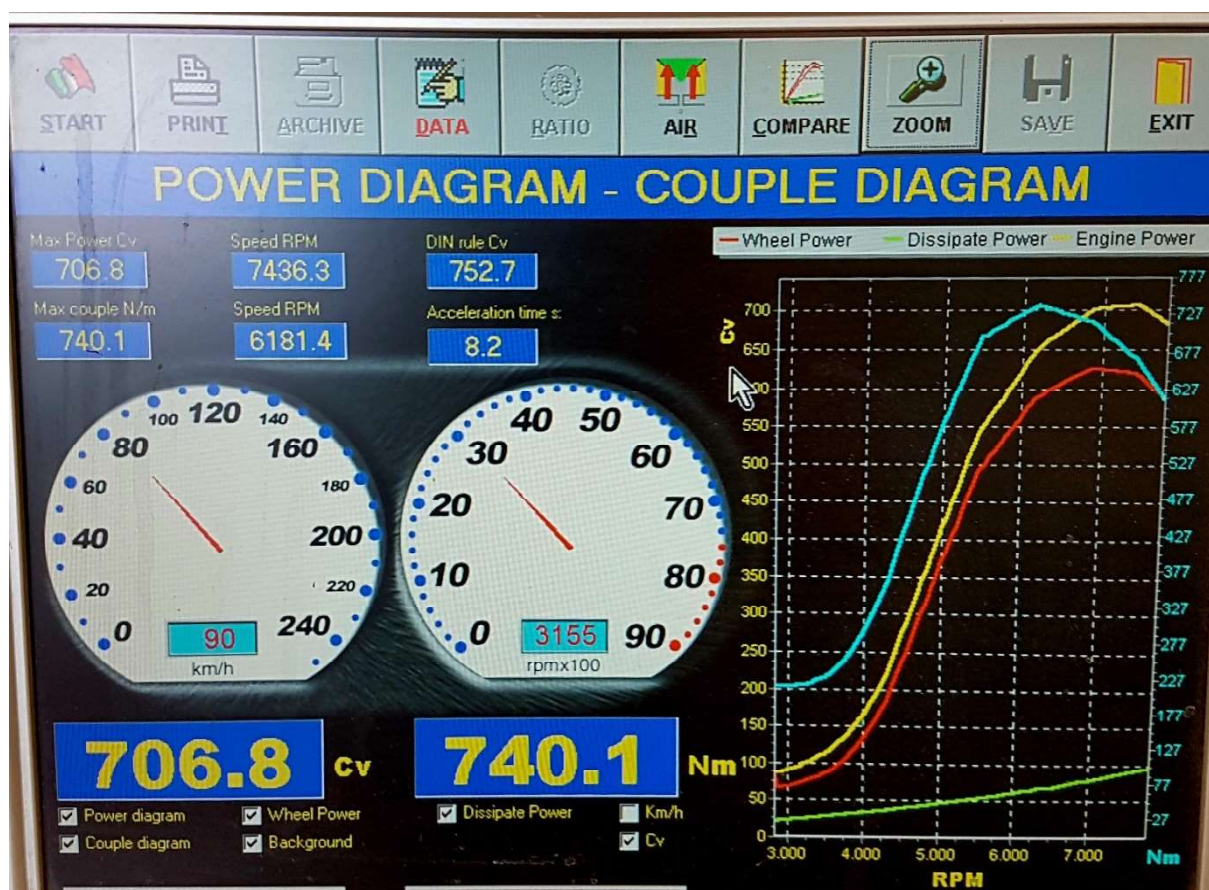 START PRINT ARCHIVE DATA RATIO AIR COMPARE ZOOM SAVE EXIT
POWER DIAGRAM - COUPLE DIAGRAM
Max Power Cv Speed RPM DIN rule Cv
706.8 7436.3 752.7
Max couple N/m Speed RPM Acceleration time s:
740.1 6181.4 8.2
Wheel Power Dissipate Power Engine Power
0 20 40 60 80 100 120 140 160 180 200 220 240
90
km/h
0 10 20 30 40 50 60 70 80 90
3155
rpmx100
Cv
700
650
550
500
450
400
350
300
250
200
150
100
50
0
777
727
677
627
577
527
477
427
377
327
277
227
177
127
77
27
3.000 4.000 5.000 6.000 7.000 Nm
RPM
706.8 Cv 740.1 Nm
Power diagram Wheel Power Dissipate Power Km/h
Couple diagram Background Cv